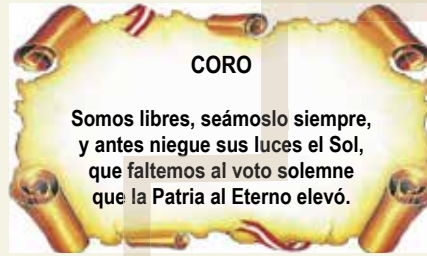 CORO
Somos libres, seámoslo siempre,
y antes niegue sus luces el Sol,
que faltemos al voto solemne
que la Patria al Eterno elevó.